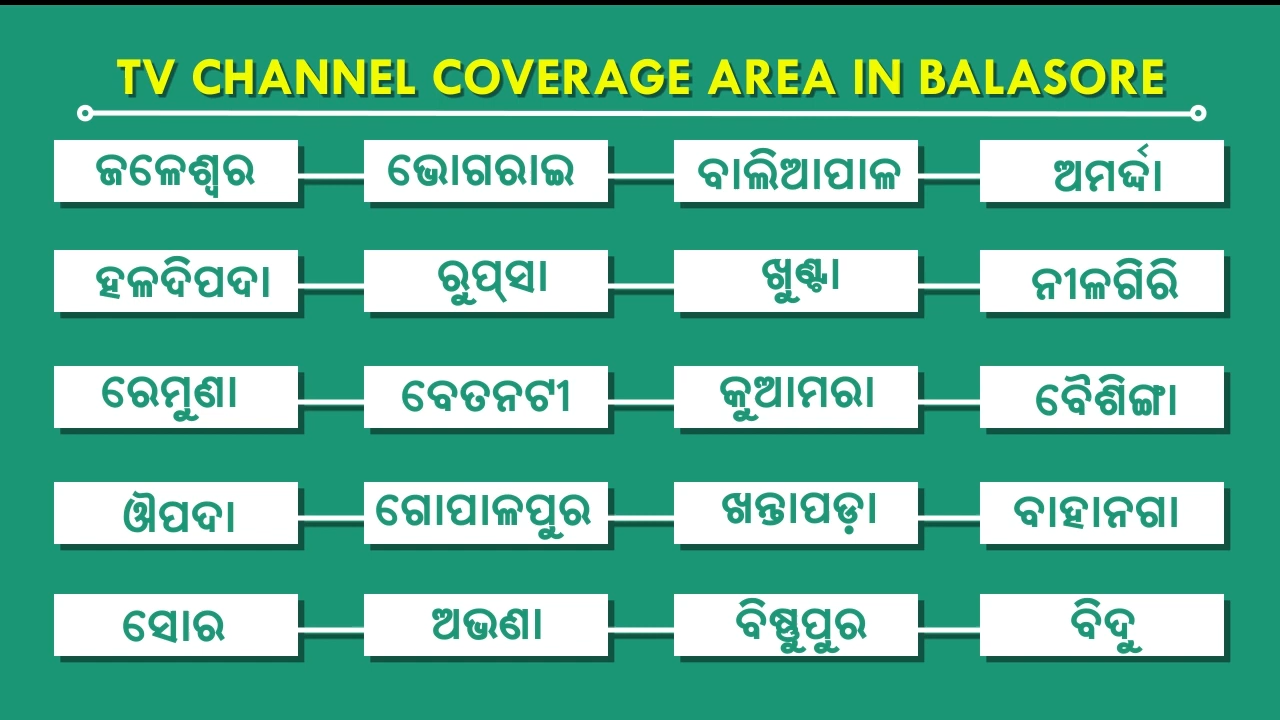 TV CHANNEL COVERAGE AREA IN BALASORE
ଜଳେଶ୍ୱର ଭୋଗରାଇ ବାଲିଆପାଳ ଅମର୍ଦ୍ଦା
ହଳଦିପଦା ରୁପ୍‌ସା ଖୁଣ୍ଟା ନୀଳଗିରି
ରେମୁଣା ବେତନଟୀ କୁଆମରା ବୈଶିଙ୍ଗା
ଔପଦା ଗୋପାଳପୁର ଖନ୍ତାପଡ଼ା ବାହାନଗା
ସୋର ଅଭଣା ବିଷ୍ଣୁପୁର ବିଦୁ